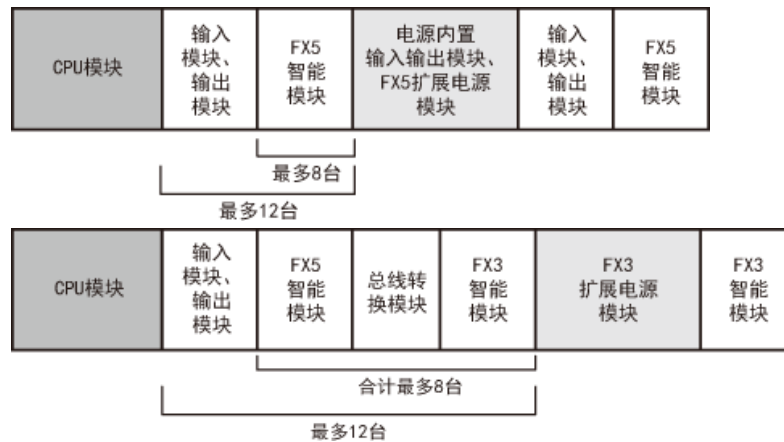 CPU模块
输入
模块、
输出
模块
FX5
智能
模块
电源内置
输入输出模块、
FX5扩展电源
模块
输入
模块、
输出
模块
FX5
智能
模块
最多8台
最多12台
CPU模块
输入
模块、
输出
模块
FX5
智能
模块
总线转
换模块
FX3
智能
模块
FX3
扩展电源
模块
FX3
智能
模块
合计最多8台
最多12台